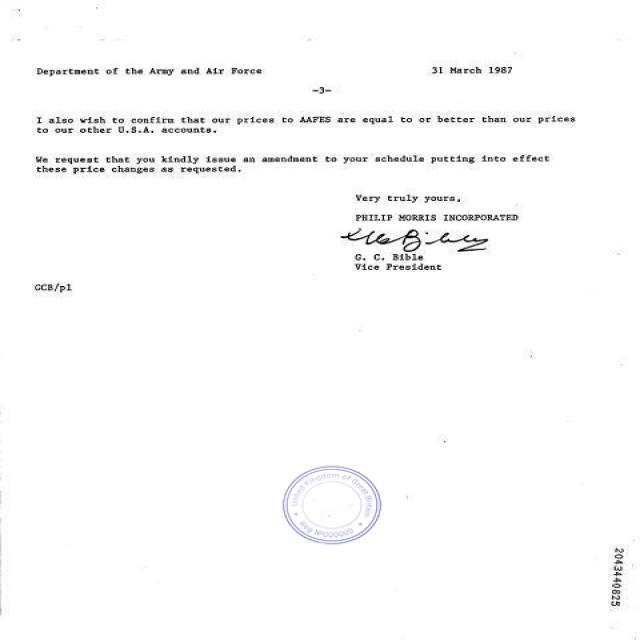 Department of the Army and Air Force
31 March 1987
-3-
I also wish to confirm that our prices to AAFES are equal to or better than our prices
to our other U.S.A. accounts.
We request that you kindly issue an amendment to your schedule putting into effect
these price changes as requested.
Very truly yours,
PHILIP MORRIS INCORPORATED
G. C. Bible
Vice President
GCB/pl
United Kingdom of Great Britain
Reg №000000
2043440825